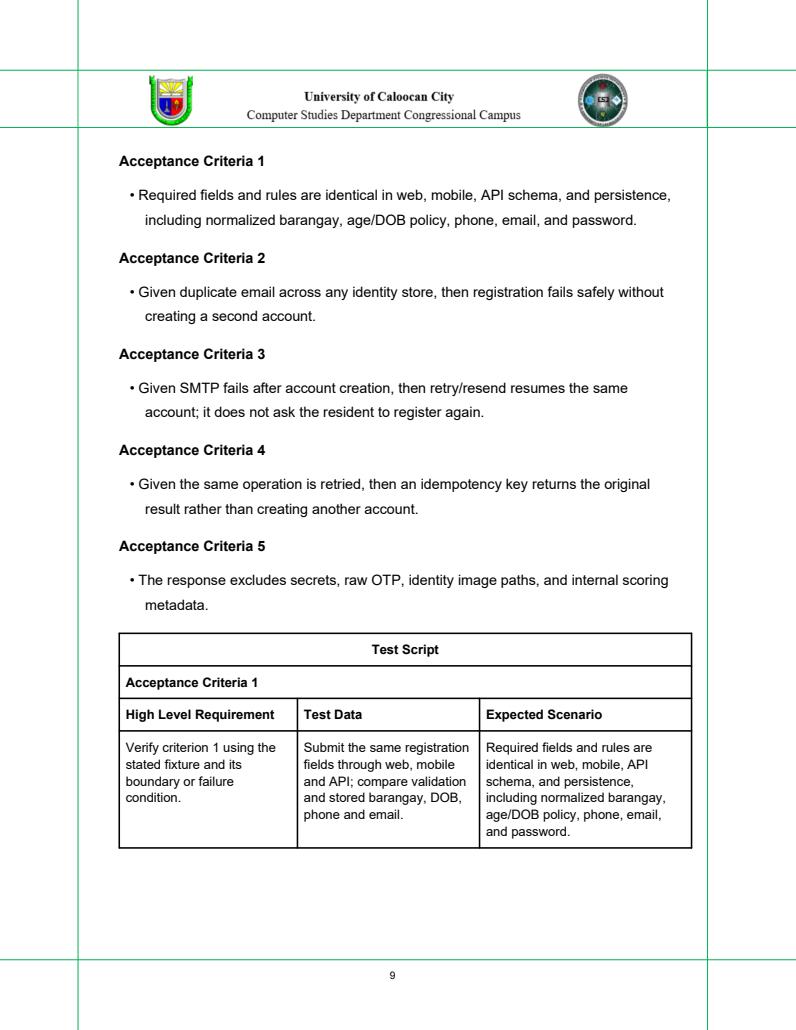 University of Caloocan City
Computer Studies Department Congressional Campus
Acceptance Criteria 1
• Required fields and rules are identical in web, mobile, API schema, and persistence,
including normalized barangay, age/DOB policy, phone, email, and password.
Acceptance Criteria 2
• Given duplicate email across any identity store, then registration fails safely without
creating a second account.
Acceptance Criteria 3
• Given SMTP fails after account creation, then retry/resend resumes the same
account; it does not ask the resident to register again.
Acceptance Criteria 4
• Given the same operation is retried, then an idempotency key returns the original
result rather than creating another account.
Acceptance Criteria 5
• The response excludes secrets, raw OTP, identity image paths, and internal scoring
metadata.
Test Script
Acceptance Criteria 1
High Level Requirement
Test Data
Expected Scenario
Verify criterion 1 using the
stated fixture and its
boundary or failure
condition.
Submit the same registration
fields through web, mobile
and API; compare validation
and stored barangay, DOB,
phone and email.
Required fields and rules are
identical in web, mobile, API
schema, and persistence,
including normalized barangay,
age/DOB policy, phone, email,
and password.
9